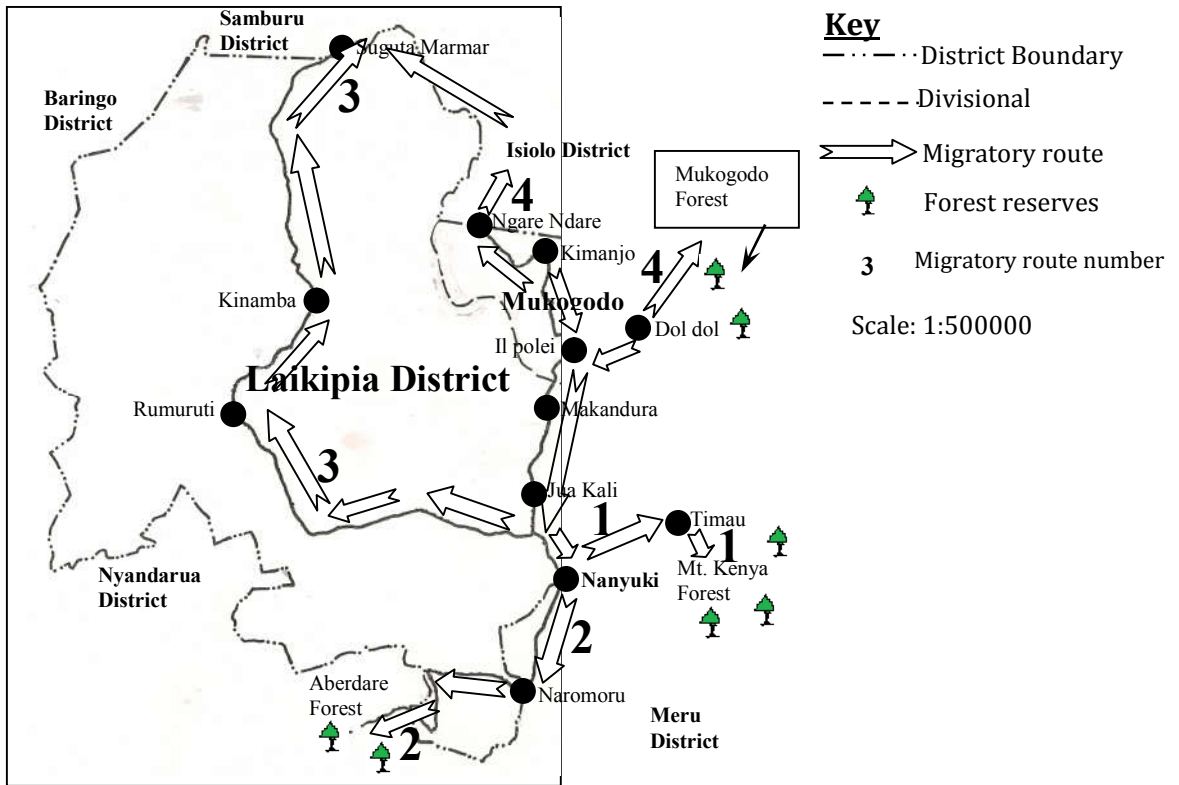 Samburu
District
Suguta Marmar
3
Baringo
District
Isiolo District
4
Ngare Ndare
Kimanjo
Mukogodo
Forest
4
Mukogodo
Kinamba
Dol dol
Il polei
Laikipia District
Rumuruti
Makandura
3
Jua Kali
1
Timau
1
Mt. Kenya
Forest
Nyandarua
District
Nanyuki
2
Aberdare
Forest
Naromoru
2
Meru
District
Key
District Boundary
Divisional
Migratory route
Forest reserves
3 Migratory route number
Scale: 1:500000